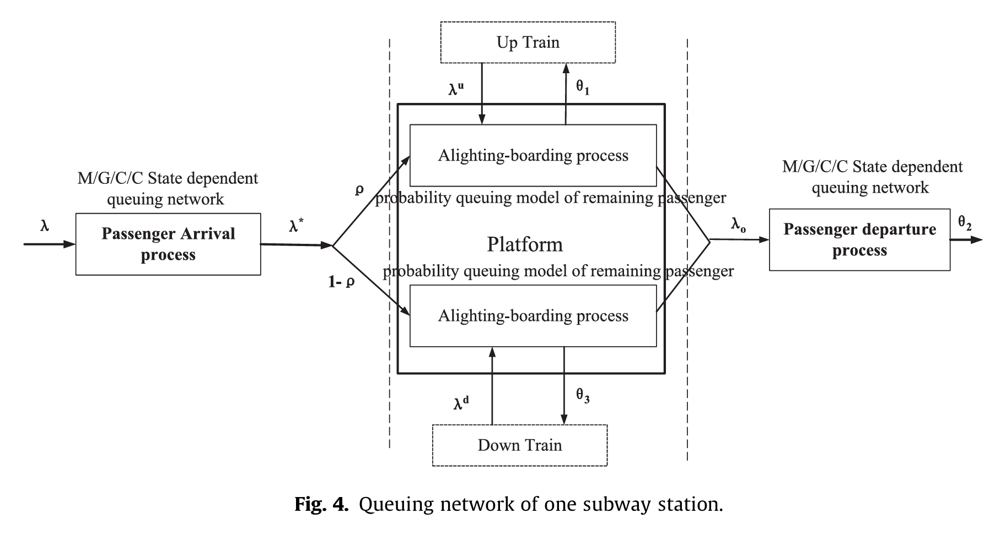 Up Train
λᵘ
θ₁
Alighting-boarding process
M/G/C/C State dependent
queuing network
λ
Passenger Arrival
process
λ*
ρ
1- ρ
probability queuing model of remaining passenger
Platform
probability queuing model of remaining passenger
Alighting-boarding process
λᵈ
θ₃
Down Train
λₒ
M/G/C/C State dependent
queuing network
Passenger departure
process
θ₂
Fig. 4. Queuing network of one subway station.